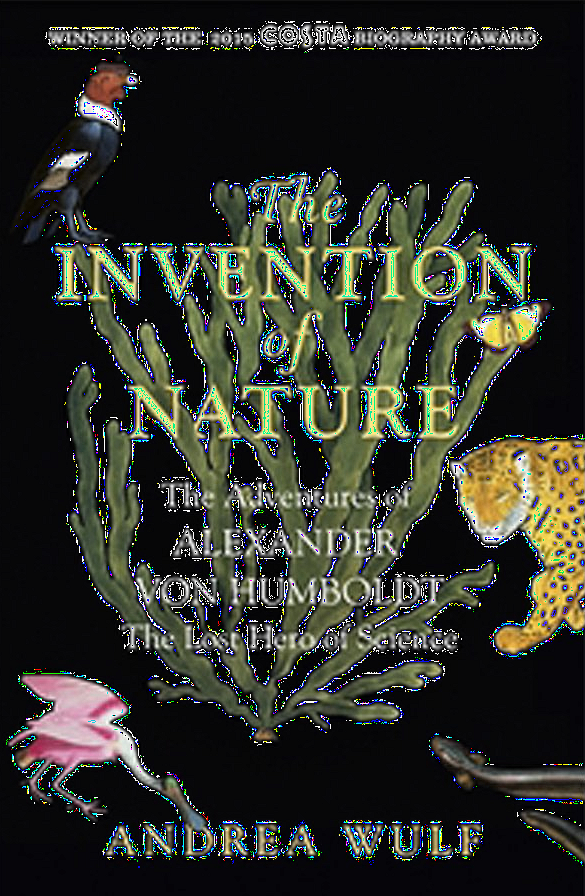 WINNER OF THE 2015 COSTA BIOGRAPHY AWARD
The
INVENTION
of
NATURE
The Adventures of
ALEXANDER
VON HUMBOLDT
The Lost Hero of Science
ANDREA WULF